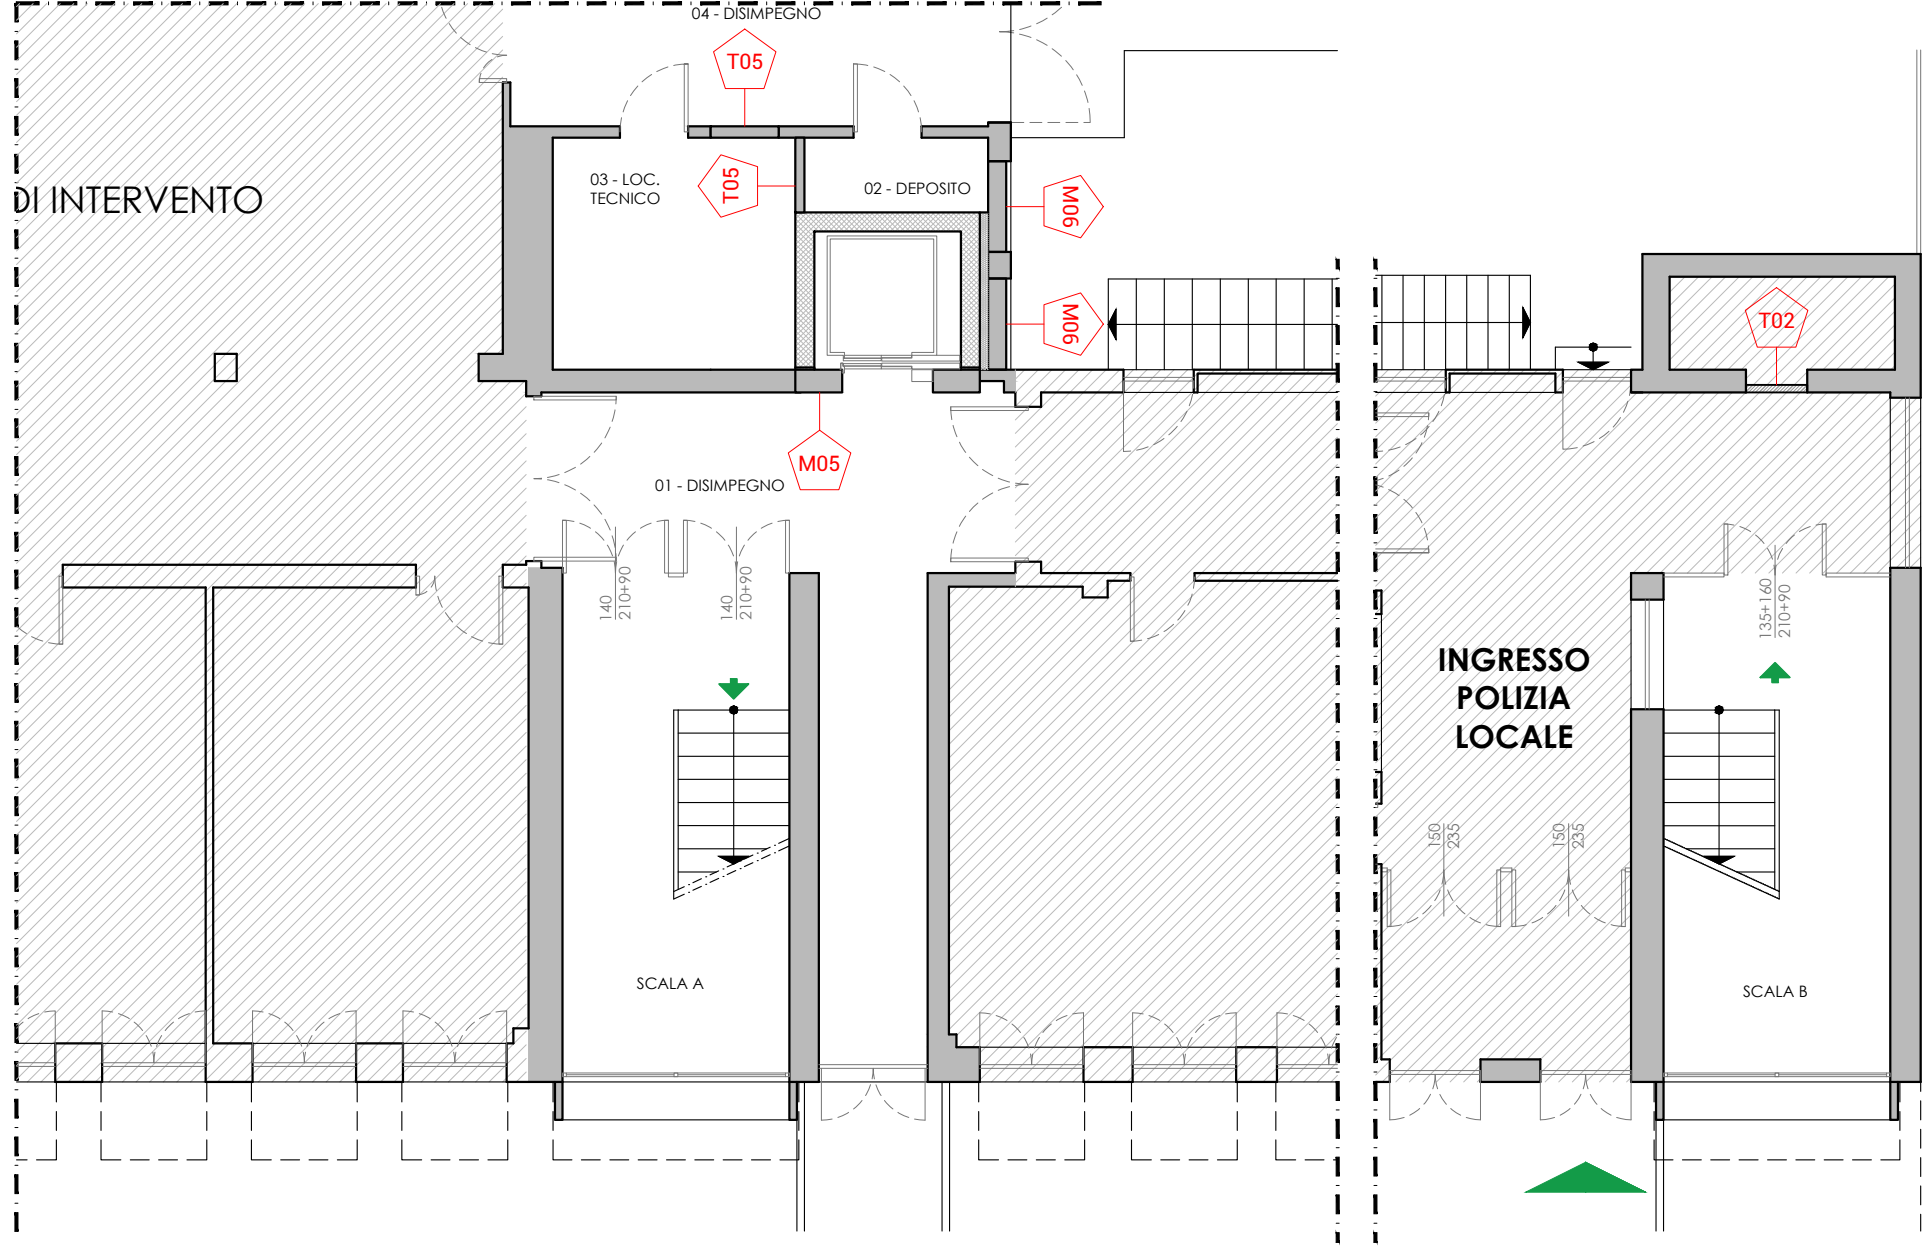 04 - DISIMPEGNO
T05
03 - LOC.
TECNICO
T05
02 - DEPOSITO
M06
DI INTERVENTO
M06
T02
M05
01 - DISIMPEGNO
140
210+90
140
210+90
135+160
210+90
INGRESSO
POLIZIA
LOCALE
150
235
150
235
SCALA A
SCALA B